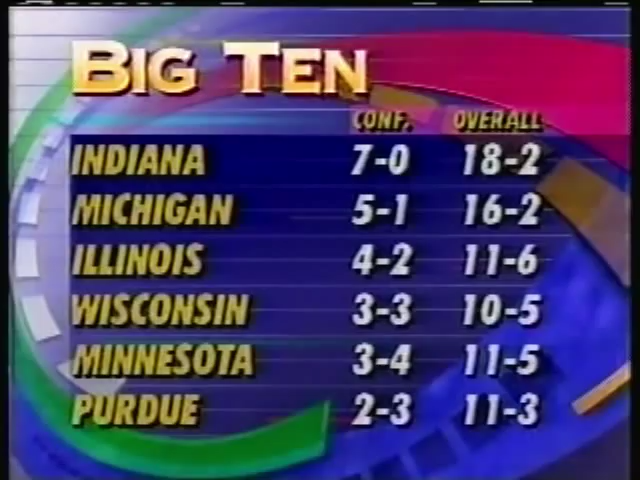 BIG TEN
CONF. OVERALL
INDIANA 7-0 18-2
MICHIGAN 5-1 16-2
ILLINOIS 4-2 11-6
WISCONSIN 3-3 10-5
MINNESOTA 3-4 11-5
PURDUE 2-3 11-3